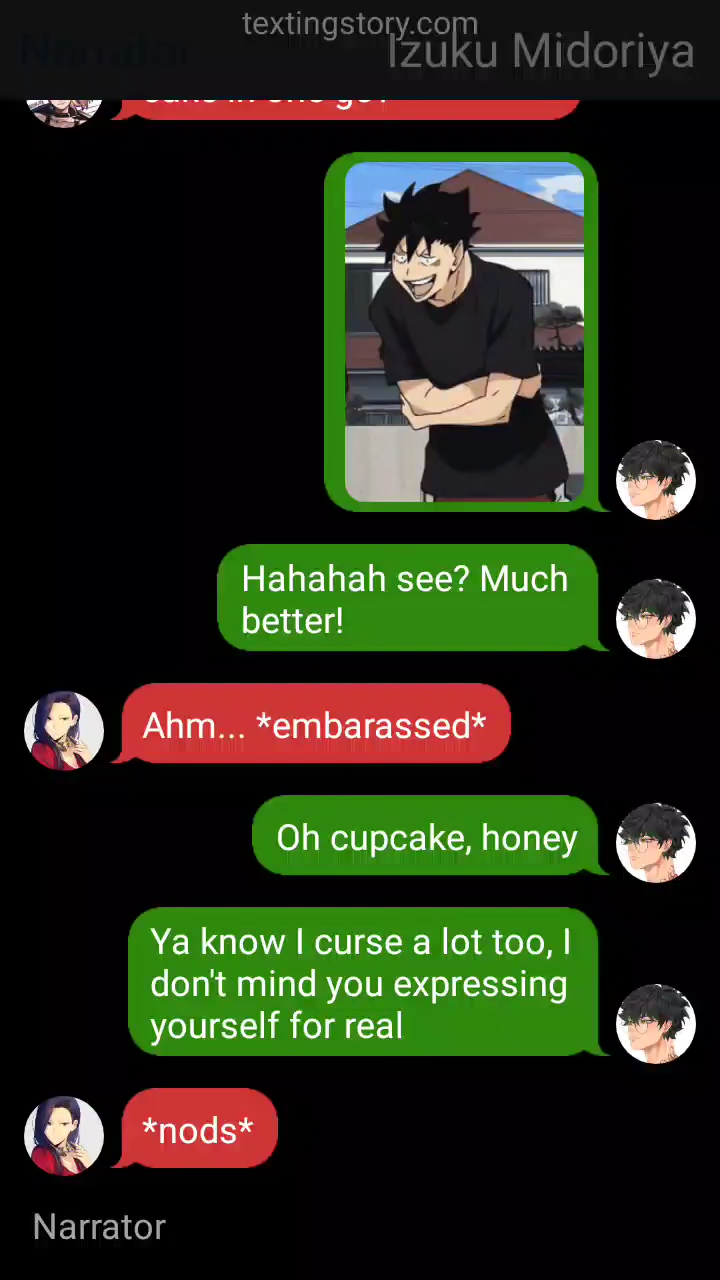 textingstory.com
Narrator
Izuku Midoriya
Hahahah see? Much
better!
Ahm... *embarassed*
Oh cupcake, honey
Ya know I curse a lot too, I
don't mind you expressing
yourself for real
*nods*
Narrator